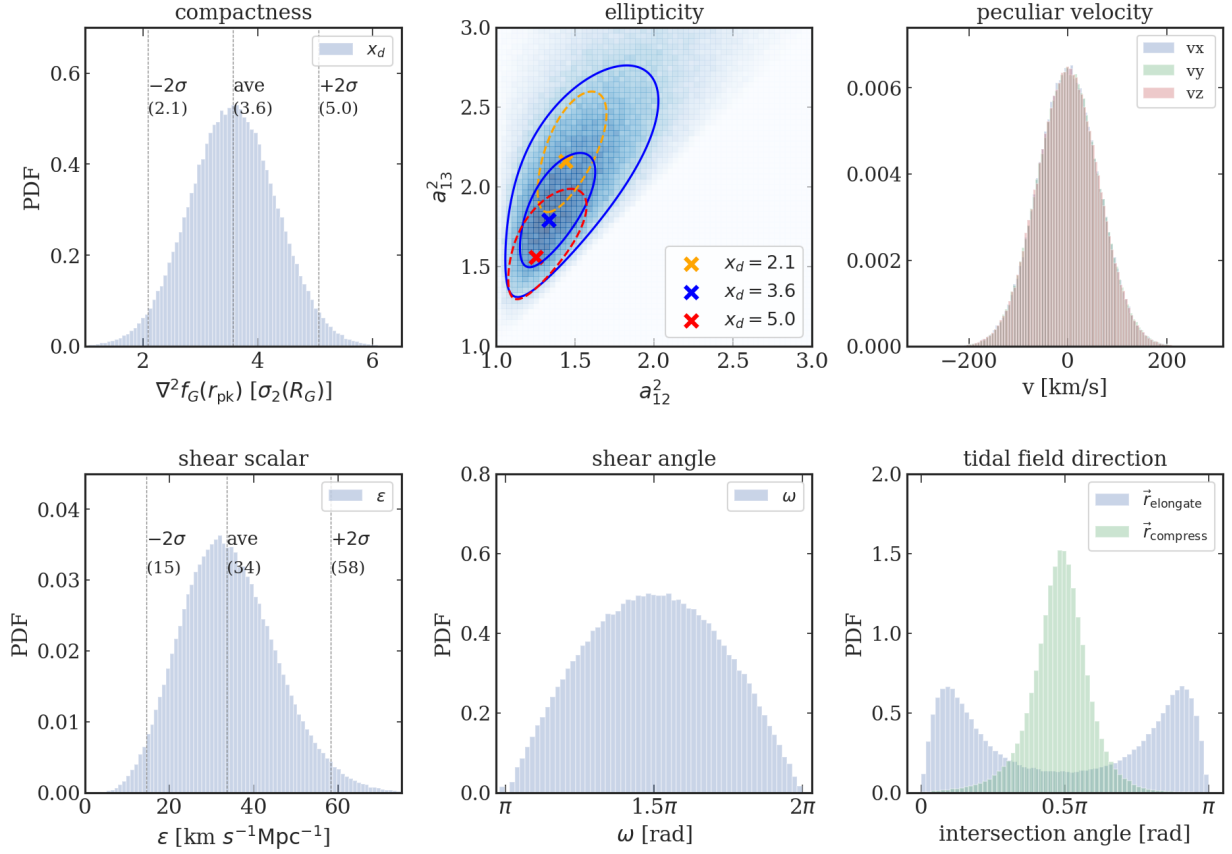 compactness
x_d
−2σ
(2.1)
ave
(3.6)
+2σ
(5.0)
PDF
0.6
0.4
0.2
0.0
2 4 6
∇²f_G(r_pk) [σ₂(R_G)]
ellipticity
3.0
2.5
2.0
1.5
1.0
a²₁₃
x_d = 2.1
x_d = 3.6
x_d = 5.0
1.0 1.5 2.0 2.5 3.0
a²₁₂
peculiar velocity
vx
vy
vz
PDF
0.006
0.004
0.002
0.000
−200 0 200
v [km/s]
shear scalar
ε
−2σ
(15)
ave
(34)
+2σ
(58)
PDF
0.04
0.03
0.02
0.01
0.00
0 20 40 60
ε [km s⁻¹Mpc⁻¹]
shear angle
ω
PDF
0.8
0.6
0.4
0.2
0.0
π 1.5π 2π
ω [rad]
tidal field direction
r⃗_elongate
r⃗_compress
PDF
2.0
1.5
1.0
0.5
0.0
0 0.5π π
intersection angle [rad]